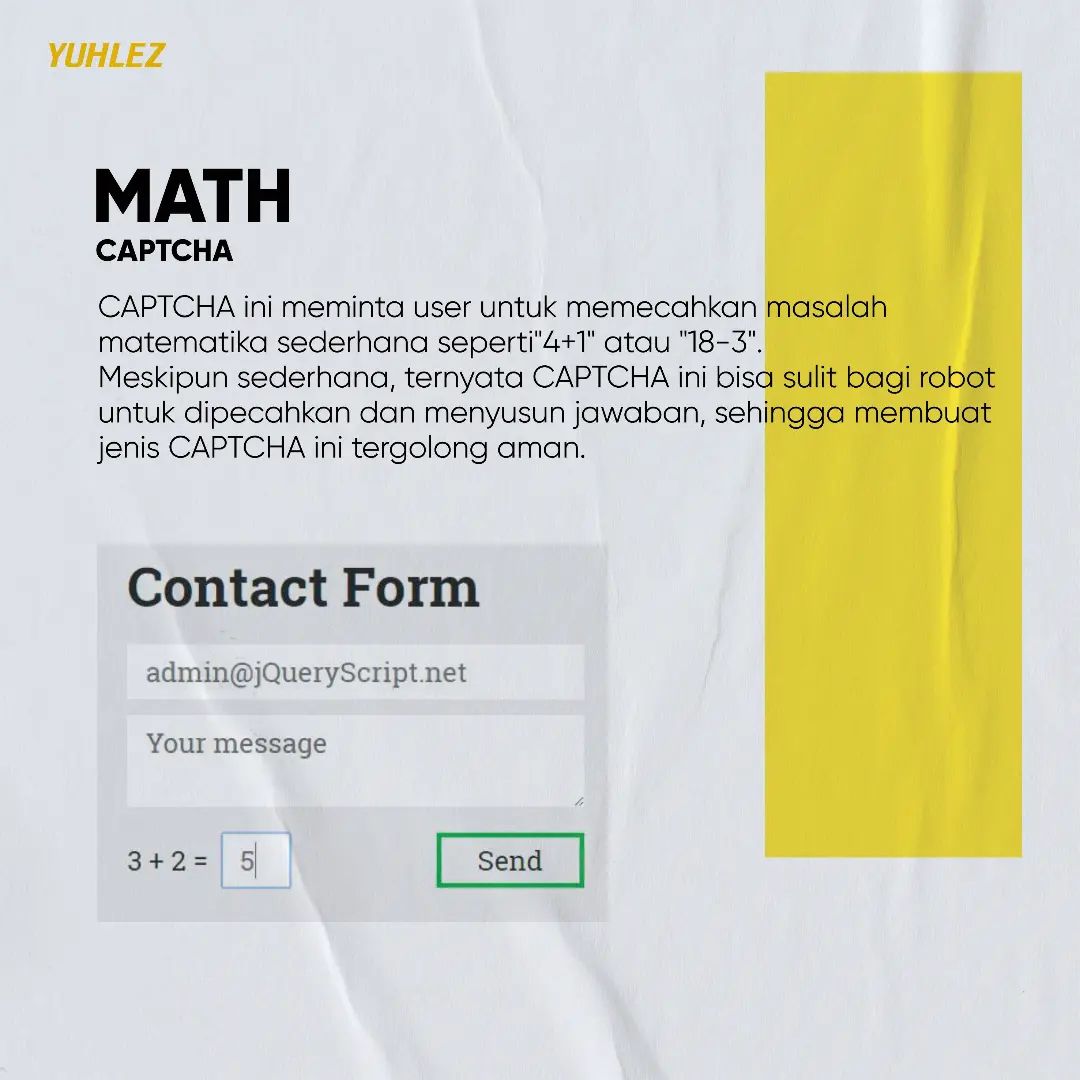 YUHLEZ
MATH
CAPTCHA
CAPTCHA ini meminta user untuk memecahkan masalah
matematika sederhana seperti"4+1" atau "18-3".
Meskipun sederhana, ternyata CAPTCHA ini bisa sulit bagi robot
untuk dipecahkan dan menyusun jawaban, sehingga membuat
jenis CAPTCHA ini tergolong aman.
Contact Form
admin@jQueryScript.net
Your message
3 + 2 = 5
Send